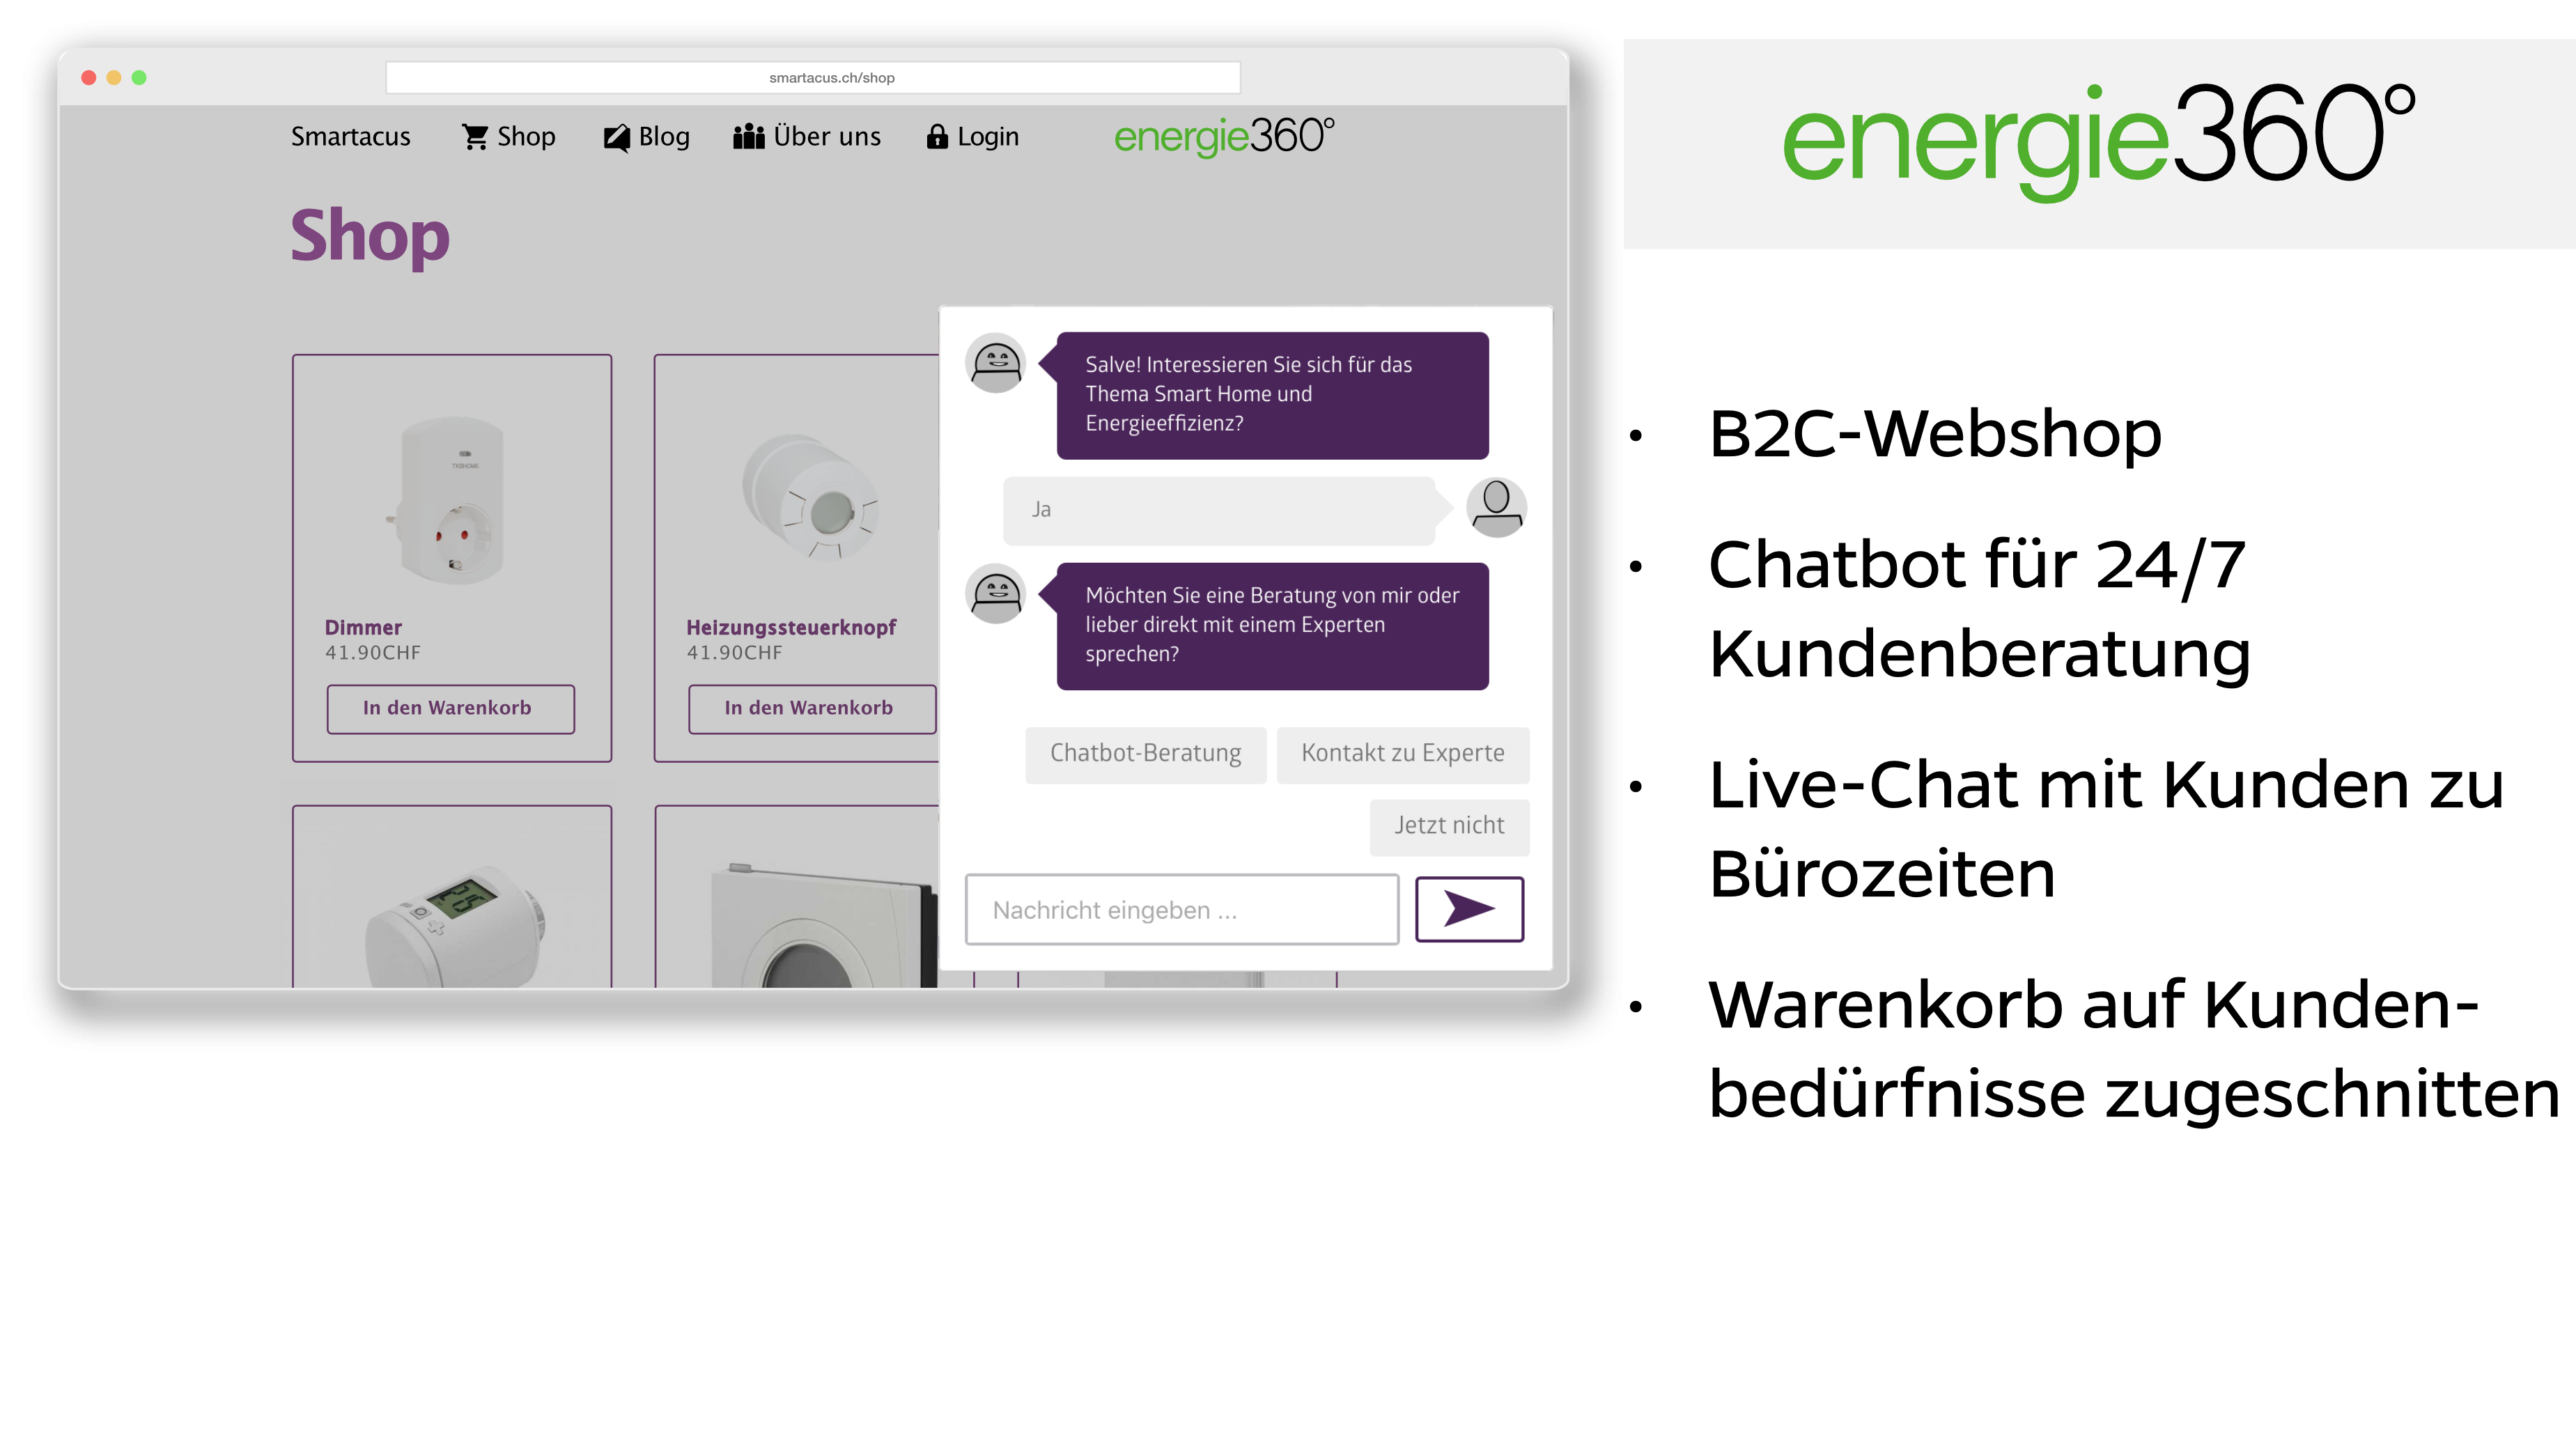 smartacus.ch/shop
Smartacus Shop Blog Über uns Login energie360°
Shop
TKBHOME
Dimmer
41.90CHF
In den Warenkorb
Heizungssteuerknopf
41.90CHF
In den Warenkorb
Salve! Interessieren Sie sich für das
Thema Smart Home und
Energieeffizienz?
Ja
Möchten Sie eine Beratung von mir oder
lieber direkt mit einem Experten
sprechen?
Chatbot-Beratung Kontakt zu Experte
Jetzt nicht
Nachricht eingeben ...
energie360°
• B2C-Webshop
• Chatbot für 24/7
Kundenberatung
• Live-Chat mit Kunden zu
Bürozeiten
• Warenkorb auf Kunden-
bedürfnisse zugeschnitten